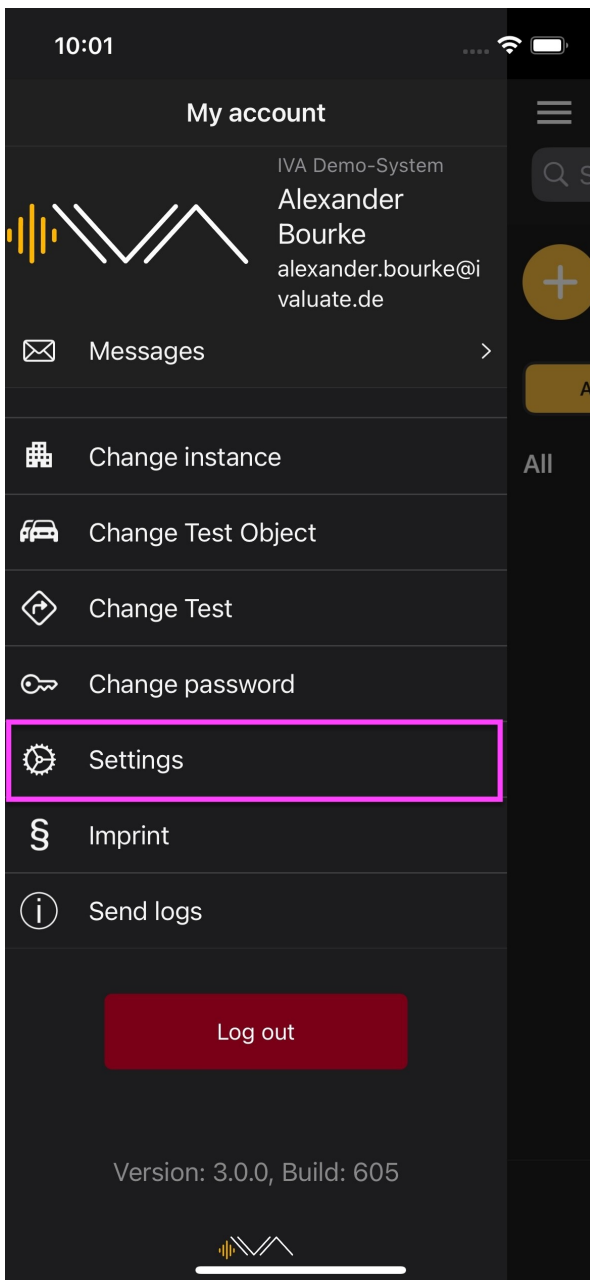 10:01
My account
IVA Demo-System
Alexander
Bourke
alexander.bourke@i
valuate.de
Messages
Change instance
All
Change Test Object
Change Test
Change password
Settings
§ Imprint
Send logs
Log out
Version: 3.0.0, Build: 605